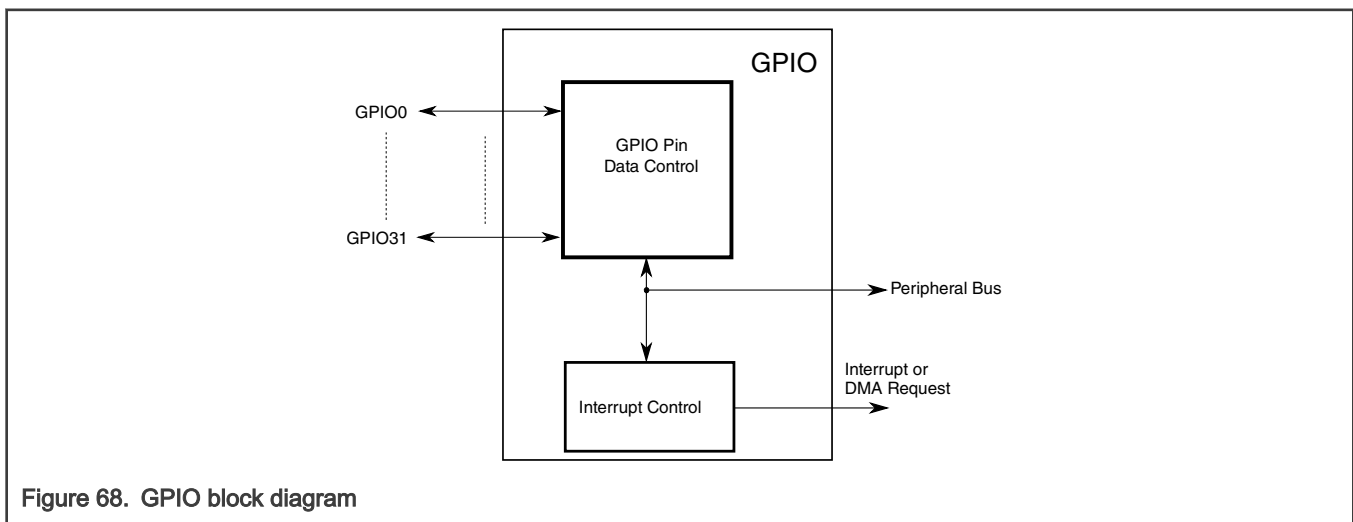 GPIO
GPIO0
GPIO Pin
Data Control
GPIO31
Peripheral Bus
Interrupt or
DMA Request
Interrupt Control
Figure 68. GPIO block diagram